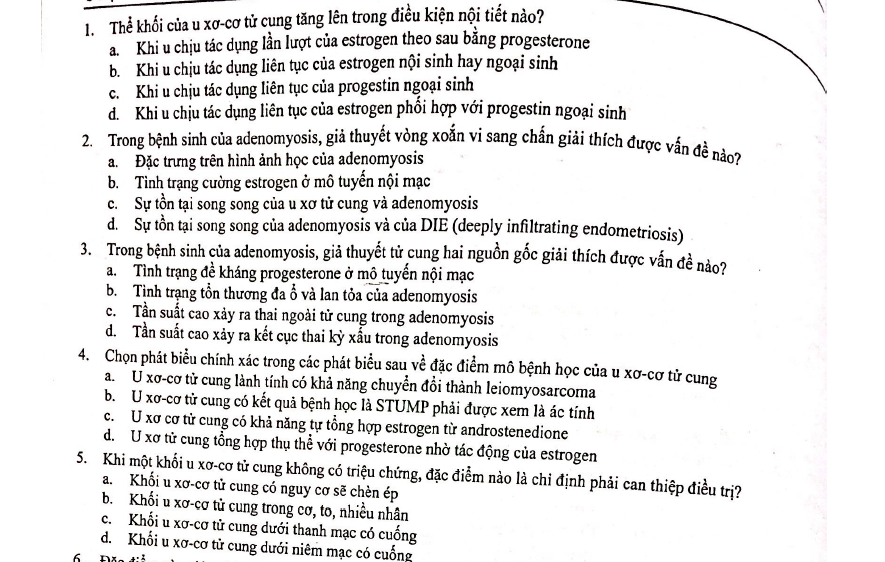 1. Thể khối của u xơ-cơ tử cung tăng lên trong điều kiện nội tiết nào?
a. Khi u chịu tác dụng lần lượt của estrogen theo sau bằng progesterone
b. Khi u chịu tác dụng liên tục của estrogen nội sinh hay ngoại sinh
c. Khi u chịu tác dụng liên tục của progestin ngoại sinh
d. Khi u chịu tác dụng liên tục của estrogen phối hợp với progestin ngoại sinh
2. Trong bệnh sinh của adenomyosis, giả thuyết vòng xoắn vi sang chấn giải thích được vấn đề nào?
a. Đặc trưng trên hình ảnh học của adenomyosis
b. Tình trạng cường estrogen ở mô tuyến nội mạc
c. Sự tồn tại song song của u xơ tử cung và adenomyosis
d. Sự tồn tại song song của adenomyosis và của DIE (deeply infiltrating endometriosis)
3. Trong bệnh sinh của adenomyosis, giả thuyết tử cung hai nguồn gốc giải thích được vấn đề nào?
a. Tình trạng đề kháng progesterone ở mô tuyến nội mạc
b. Tình trạng tổn thương đa ổ và lan tỏa của adenomyosis
c. Tần suất cao xảy ra thai ngoài tử cung trong adenomyosis
d. Tần suất cao xảy ra kết cục thai kỳ xấu trong adenomyosis
4. Chọn phát biểu chính xác trong các phát biểu sau về đặc điểm mô bệnh học của u xơ-cơ tử cung
a. U xơ-cơ tử cung lành tính có khả năng chuyển đổi thành leiomyosarcoma
b. U xơ-cơ tử cung có kết quả bệnh học là STUMP phải được xem là ác tính
c. U xơ cơ tử cung có khả năng tự tổng hợp estrogen từ androstenedione
d. U xơ tử cung tổng hợp thụ thể với progesterone nhờ tác động của estrogen
5. Khi một khối u xơ-cơ tử cung không có triệu chứng, đặc điểm nào là chỉ định phải can thiệp điều trị?
a. Khối u xơ-cơ tử cung có nguy cơ sẽ chèn ép
b. Khối u xơ-cơ tử cung trong cơ, to, nhiều nhân
c. Khối u xơ-cơ tử cung dưới thanh mạc có cuống
d. Khối u xơ-cơ tử cung dưới niêm mạc có cuống